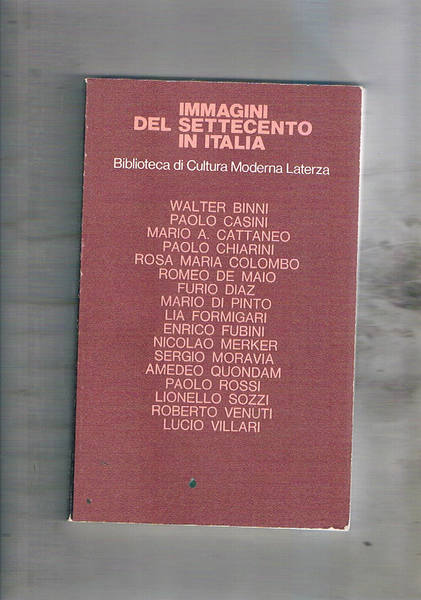 IMMAGINI
DEL SETTECENTO
IN ITALIA
Biblioteca di Cultura Moderna Laterza
WALTER BINNI
PAOLO CASINI
MARIO A. CATTANEO
PAOLO CHIARINI
ROSA MARIA COLOMBO
ROMEO DE MAIO
FURIO DIAZ
MARIO DI PINTO
LIA FORMIGARI
ENRICO FUBINI
NICOLAO MERKER
SERGIO MORAVIA
AMEDEO QUONDAM
PAOLO ROSSI
LIONELLO SOZZI
ROBERTO VENUTI
LUCIO VILLARI